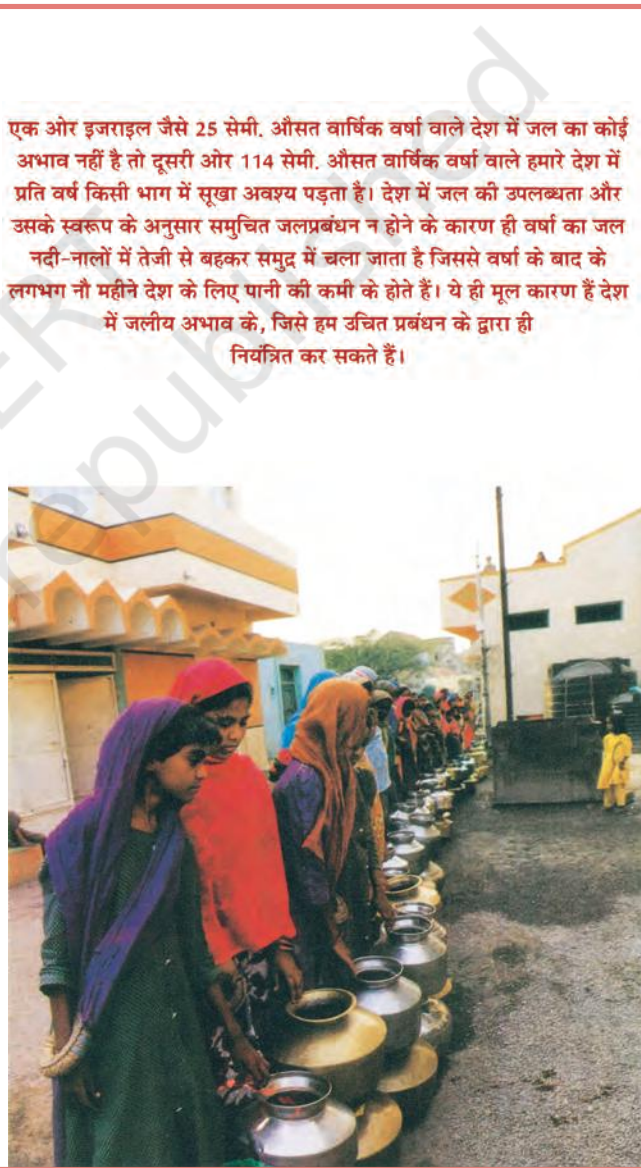 एक ओर इजराइल जैसे 25 सेमी. औसत वार्षिक वर्षा वाले देश में जल का कोई
अभाव नहीं है तो दूसरी ओर 114 सेमी. औसत वार्षिक वर्षा वाले हमारे देश में
प्रति वर्ष किसी भाग में सूखा अवश्य पड़ता है। देश में जल की उपलब्धता और
उसके स्वरूप के अनुसार समुचित जलप्रबंधन न होने के कारण ही वर्षा का जल
नदी-नालों में तेजी से बहकर समुद्र में चला जाता है जिससे वर्षा के बाद के
लगभग नौ महीने देश के लिए पानी की कमी के होते हैं। ये ही मूल कारण हैं देश
में जलीय अभाव के, जिसे हम उचित प्रबंधन के द्वारा ही
नियंत्रित कर सकते हैं।
republished